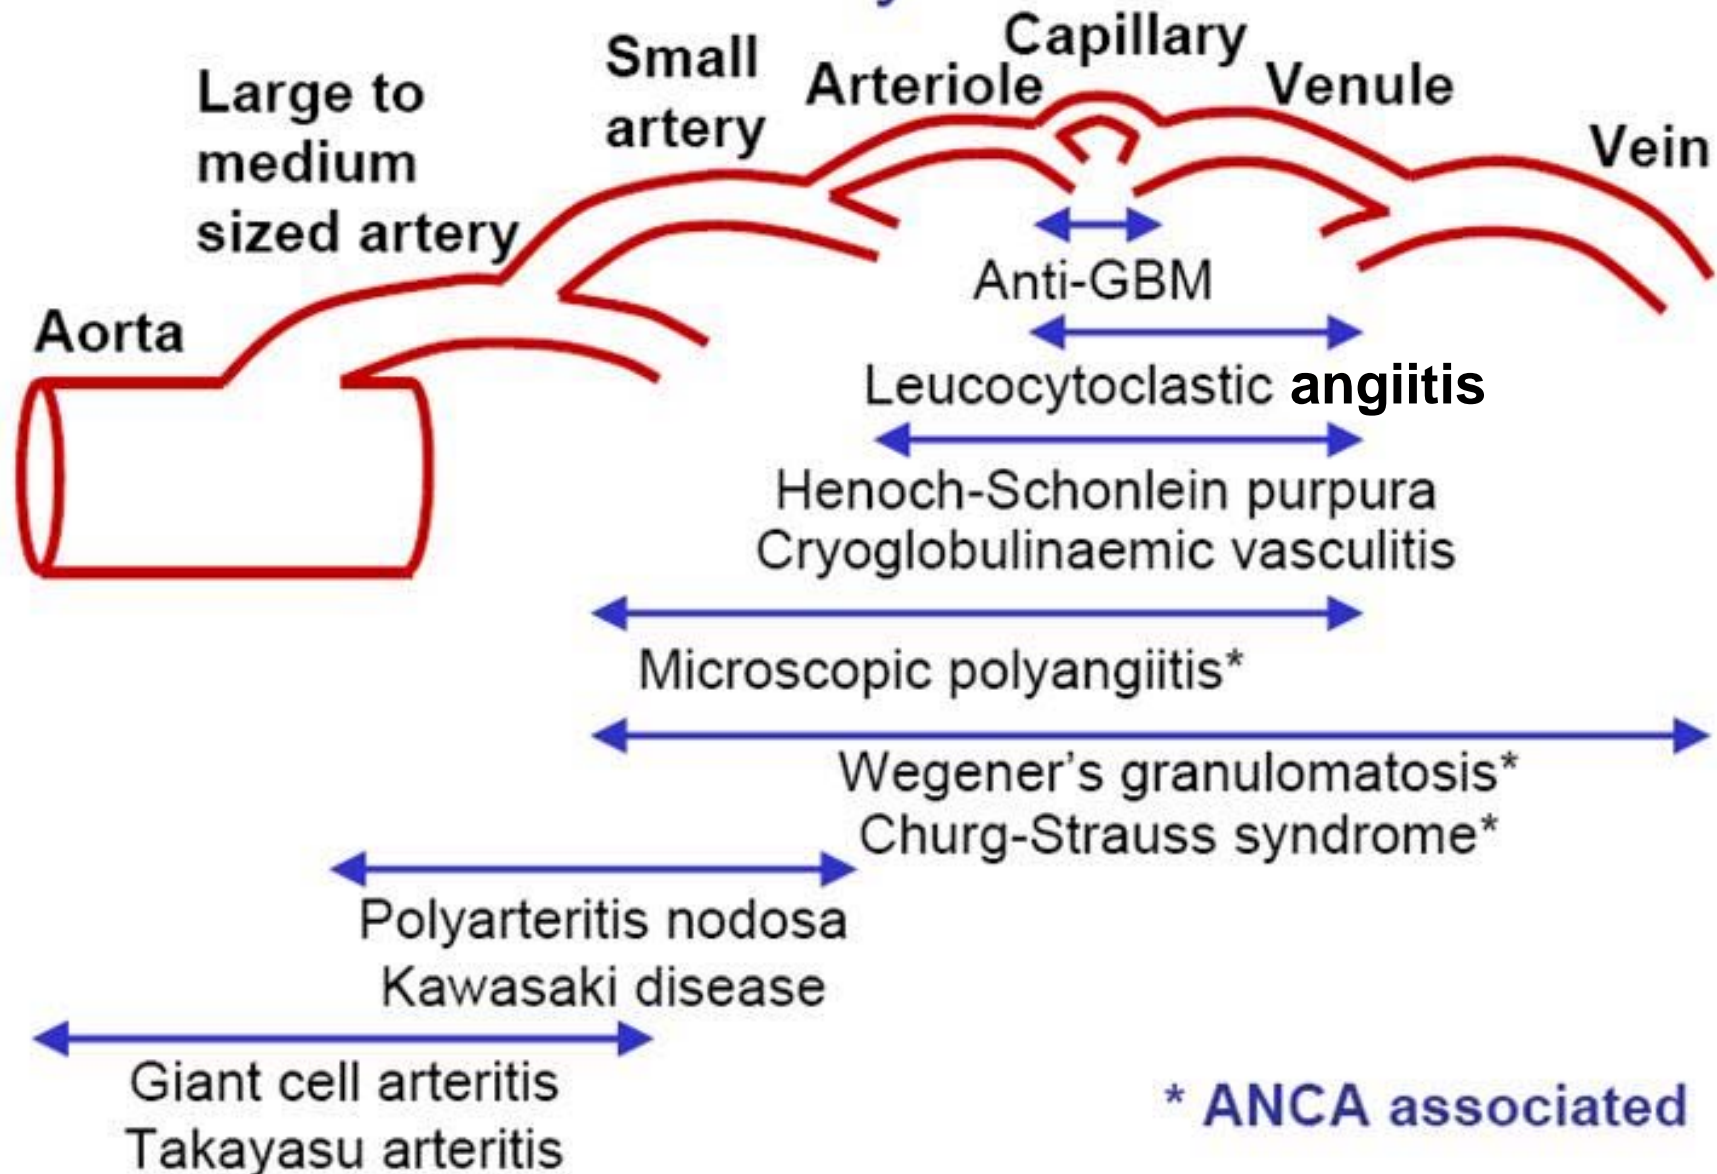 Large to
medium
sized artery
Small
artery
Arteriole
Capillary
Venule
Vein
Aorta
Anti-GBM
Leucocytoclastic angiitis
Henoch-Schonlein purpura
Cryoglobulinaemic vasculitis
Microscopic polyangiitis*
Wegener’s granulomatosis*
Churg-Strauss syndrome*
Polyarteritis nodosa
Kawasaki disease
Giant cell arteritis
Takayasu arteritis
* ANCA associated